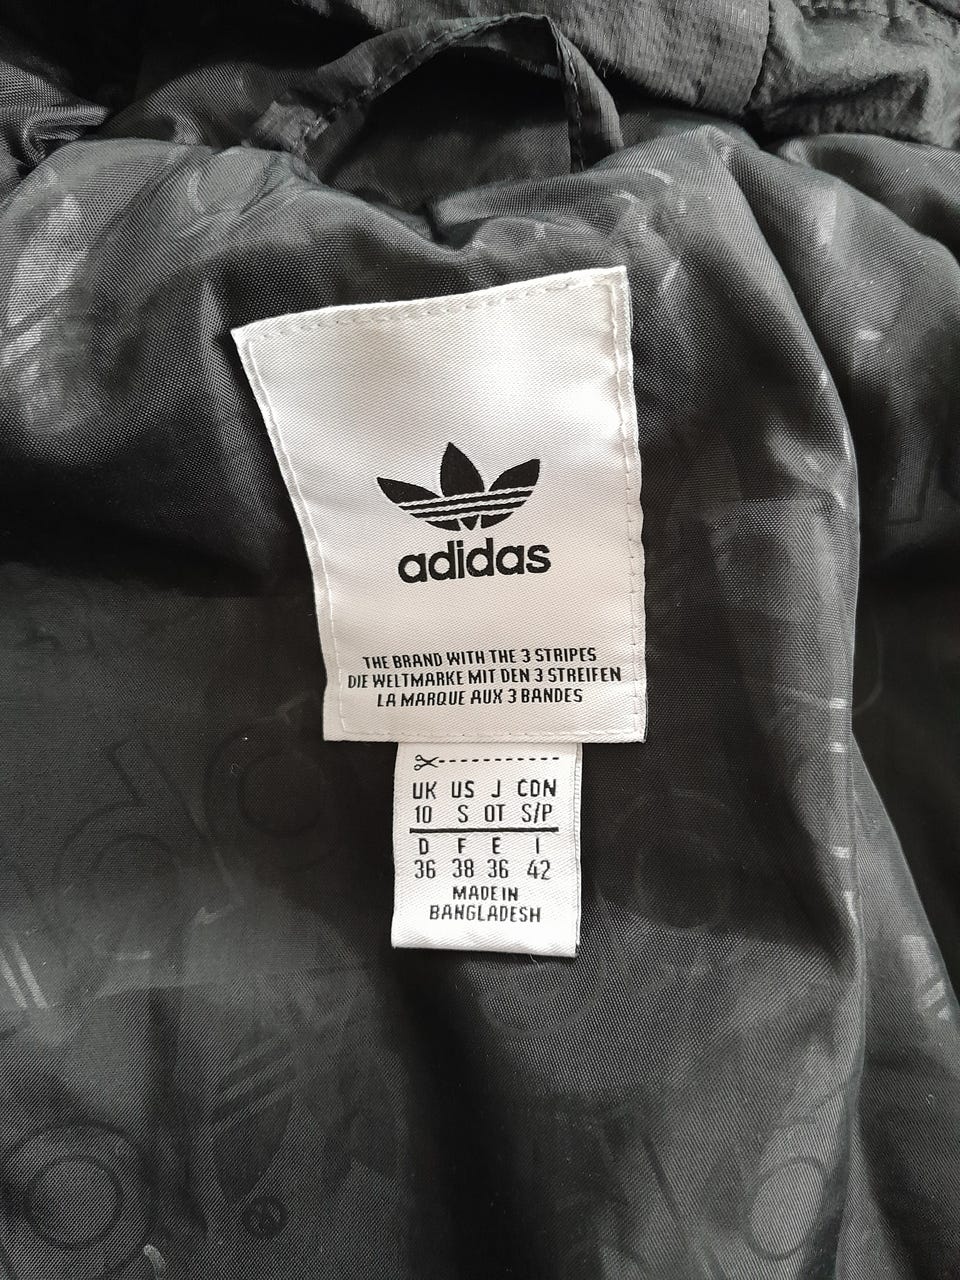 adidas
THE BRAND WITH THE 3 STRIPES
DIE WELTMARKE MIT DEN 3 STREIFEN
LA MARQUE AUX 3 BANDES
UK US J CDN
10 S OT S/P
D F E I
36 38 36 42
MADE IN
BANGLADESH